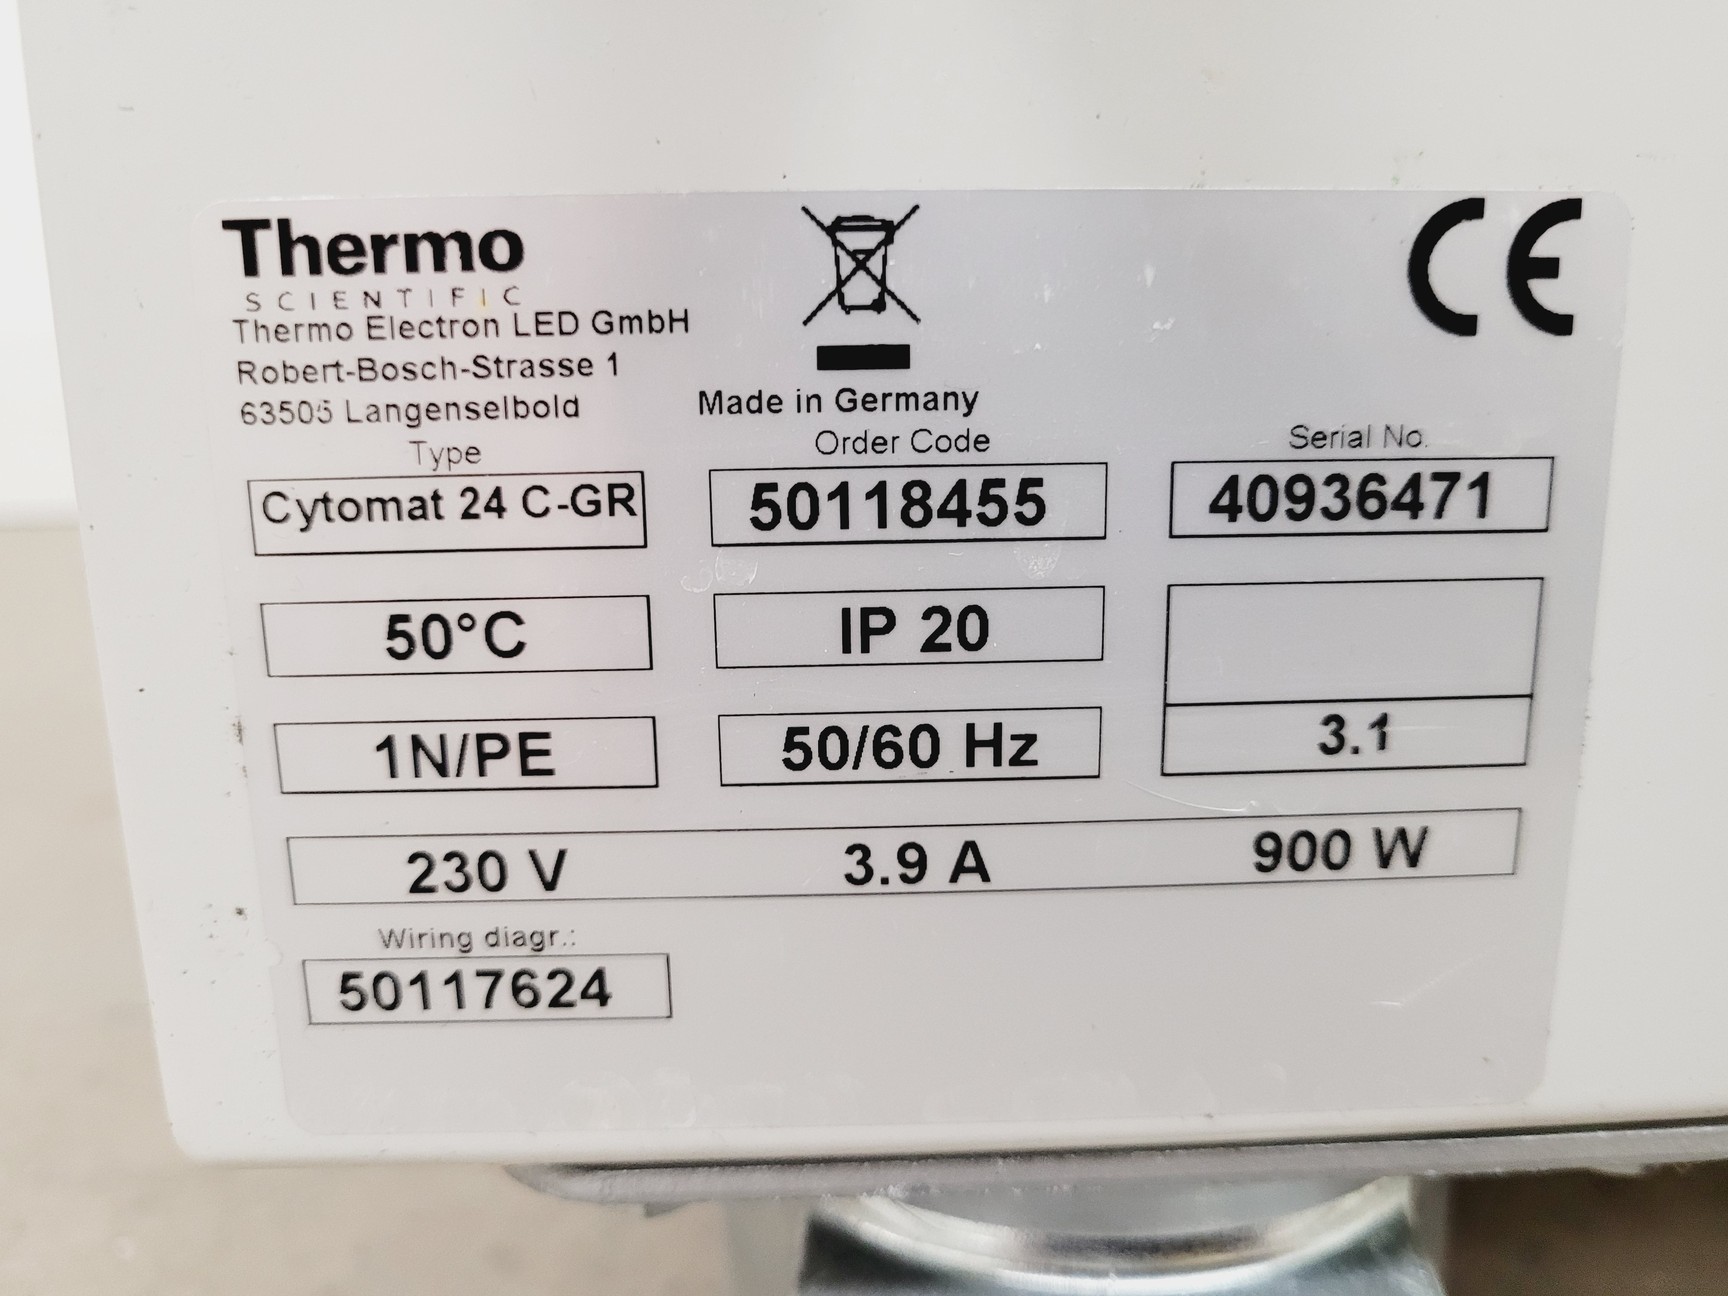 Thermo
SCIENTIFIC
Thermo Electron LED GmbH
Robert-Bosch-Strasse 1
63505 Langenselbold
Made in Germany
CE
Type
Order Code
Serial No.
Cytomat 24 C-GR
50118455
40936471
50°C
IP 20
1N/PE
50/60 Hz
3.1
230 V 3.9 A 900 W
Wiring diagr.:
50117624